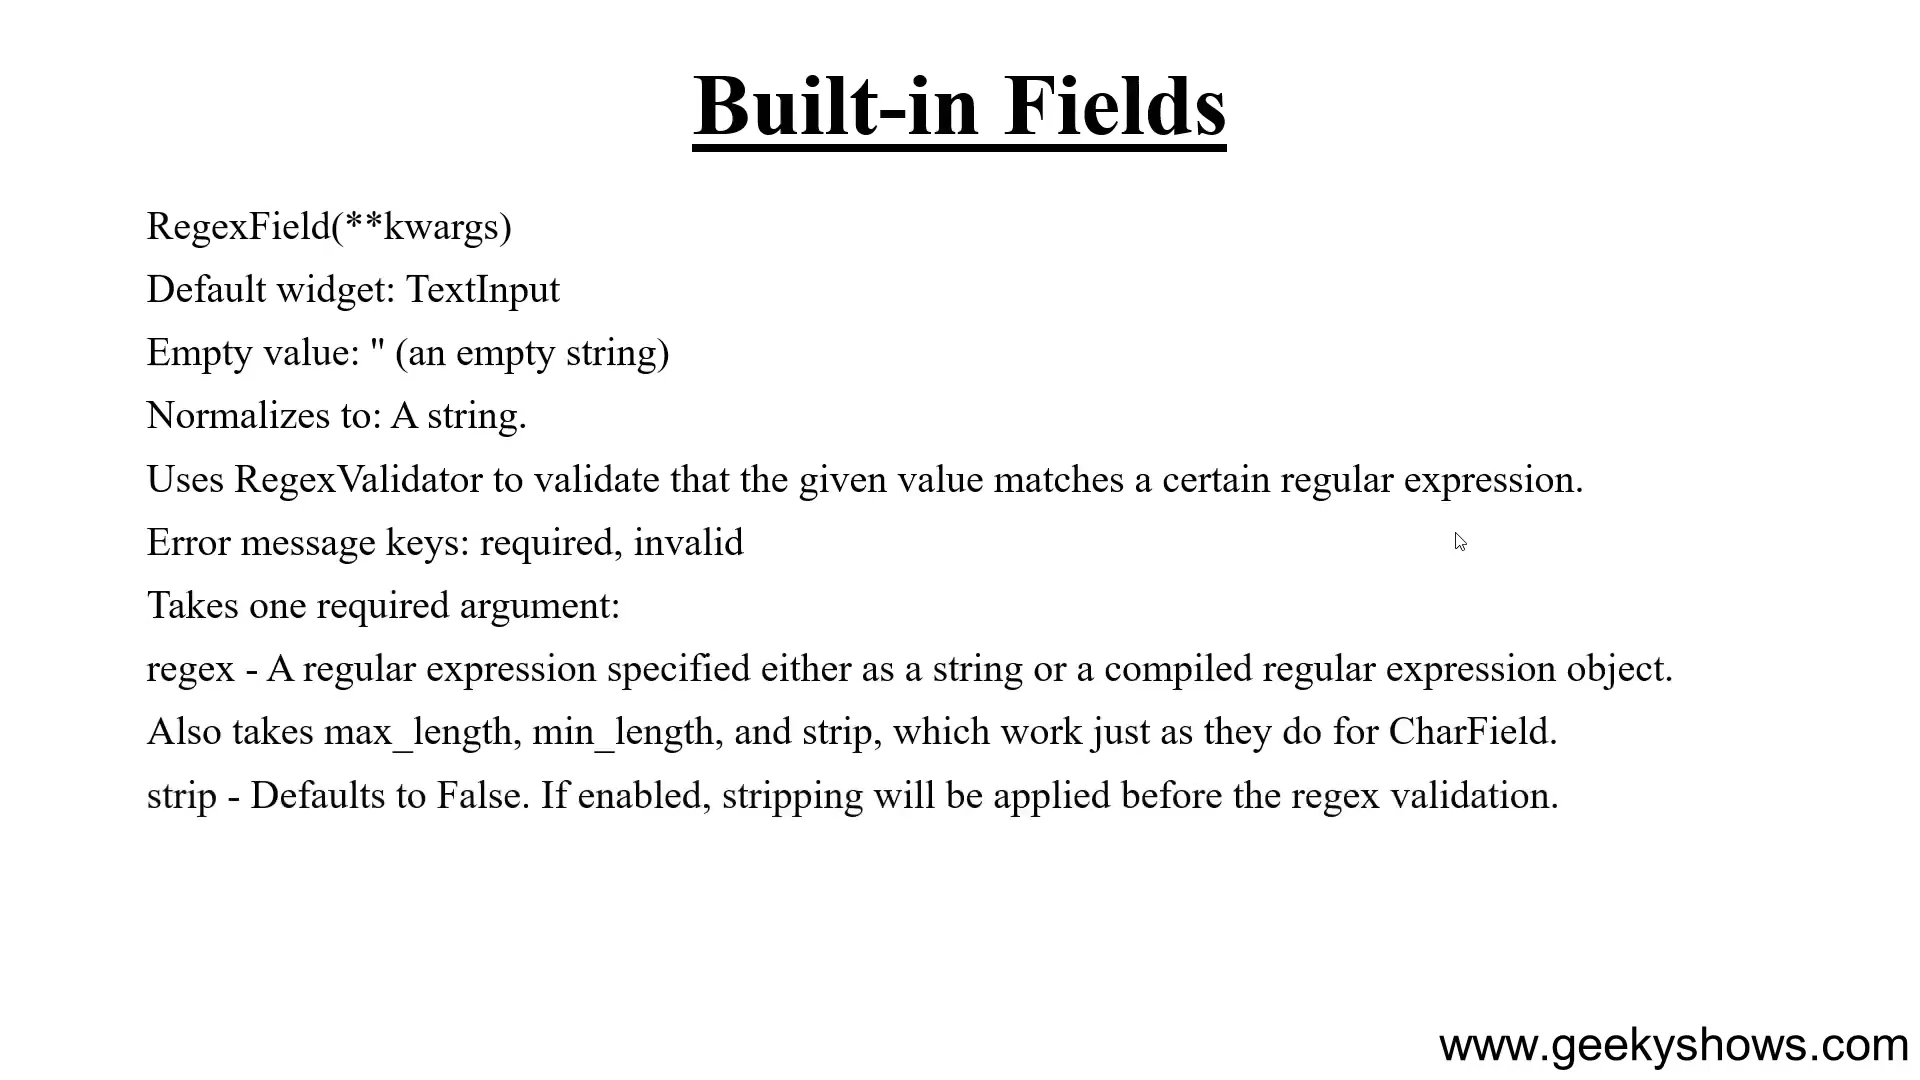 Built-in Fields
RegexField(**kwargs)
Default widget: TextInput
Empty value: '' (an empty string)
Normalizes to: A string.
Uses RegexValidator to validate that the given value matches a certain regular expression.
Error message keys: required, invalid
Takes one required argument:
regex - A regular expression specified either as a string or a compiled regular expression object.
Also takes max_length, min_length, and strip, which work just as they do for CharField.
strip - Defaults to False. If enabled, stripping will be applied before the regex validation.
www.geekyshows.com